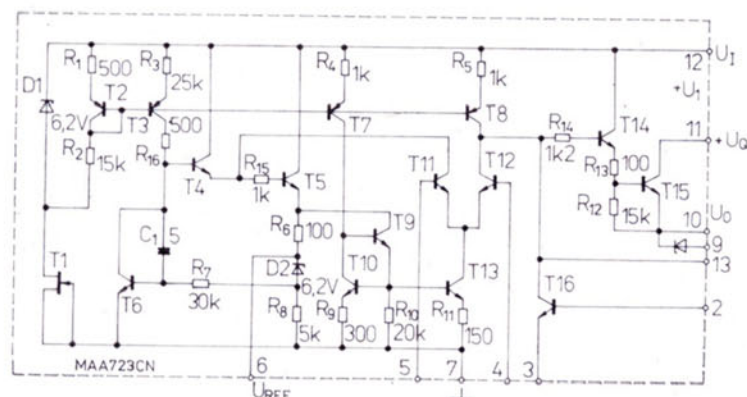 R1
500
R3
25k
R4
1k
R5
1k
12
UI
D1
T2
+U1
6,2V
T3
500
T7
T8
R14
T14
11
+UQ
R2
15k
R16
1k2
R13
100
T4
R15
1k
T5
T11
T12
R12
15k
T15
UO
10
R6
100
T9
9
C1
5
D2
13
T1
T6
R7
30k
6,2V
T10
T13
T16
R8
5k
R9
300
R10
20k
R11
150
2
MAA723CN
6
5
7
4
3
UREF